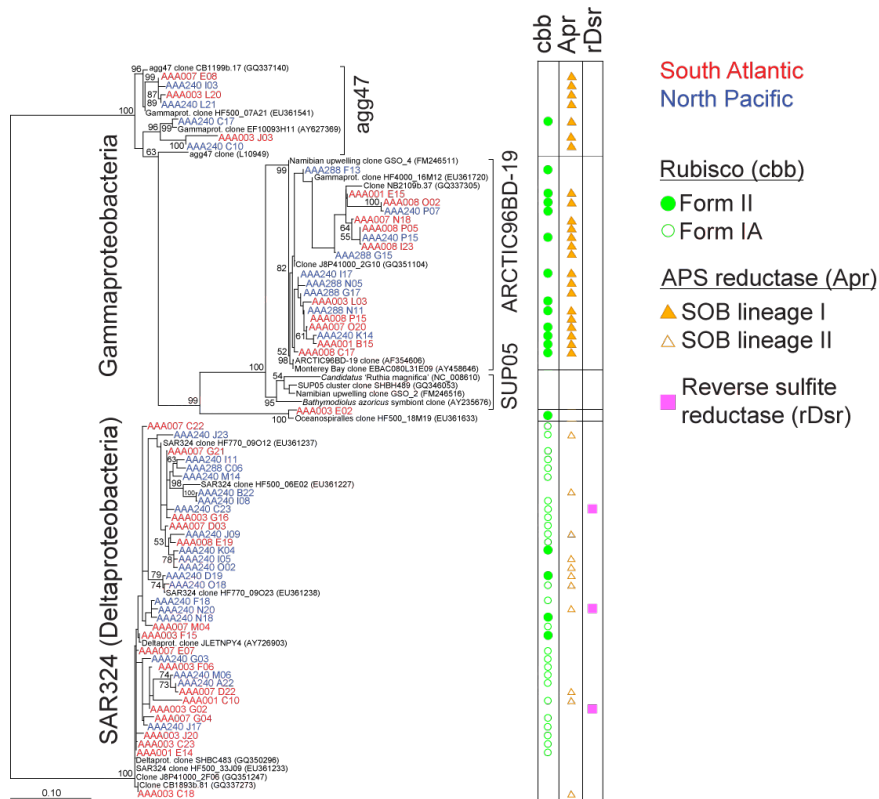 cbb
Apr
rDsr
Gammaproteobacteria
agg47
ARCTIC96BD-19
SUP05
SAR324 (Deltaproteobacteria)
96
agg47 clone CB1199b.17 (GQ337140)
AAA007 E08
99
AAA240 I03
87
AAA003 L20
89
AAA240 L21
Gammaprot. clone HF500_07A21 (EU361541)
100
AAA240 C17
96
Gammaprot. clone EF10093H11 (AY627369)
99
AAA003 J03
100
AAA240 C10
63
agg47 clone (L10949)
Namibian upwelling clone GSO_4 (FM246511)
99
AAA288 F13
Gammaprot. clone HF4000_16M12 (EU361720)
Clone NB2109b.37 (GQ337305)
AAA001 E15
100
AAA008 O02
AAA240 P07
AAA007 N18
64
AAA008 P05
55
AAA240 P15
AAA008 I23
AAA288 G15
82
Clone J8P41000_2G10 (GQ351104)
AAA240 I17
AAA288 N05
AAA288 G17
AAA003 L03
AAA288 N11
AAA008 P15
AAA007 O20
61
AAA240 K14
AAA001 B15
52
AAA008 C17
98
ARCTIC96BD-19 clone (AF354606)
Monterey Bay clone EBAC080L31E09 (AY458646)
100
54
Candidatus 'Ruthia magnifica' (NC_008610)
SUP05 cluster clone SHBH489 (GQ346053)
Namibian upwelling clone GSO_2 (FM246516)
95
Bathymodiolus azoricus symbiont clone (AY235676)
99
AAA003 E02
100
Oceanospiralles clone HF500_18M19 (EU361633)
AAA007 C22
AAA240 J23
SAR324 clone HF770_09O12 (EU361237)
AAA007 G21
63
AAA240 I11
AAA288 C06
AAA240 M14
98
SAR324 clone HF500_06E02 (EU361227)
100
AAA240 B22
AAA240 I08
AAA240 C23
AAA003 G16
AAA007 D03
AAA240 J09
53
AAA008 E19
AAA240 K04
78
AAA240 I05
AAA240 O02
79
AAA240 D19
74
AAA240 O18
SAR324 clone HF770_09O23 (EU361238)
AAA240 F18
AAA240 N20
AAA240 N18
AAA007 M04
AAA003 F15
Deltaprot. clone JLETNPY4 (AY726903)
AAA007 E07
AAA240 G03
AAA003 F06
74
AAA240 M06
73
AAA240 A22
AAA007 D22
AAA001 C10
AAA003 G02
AAA007 G04
AAA240 J17
AAA003 J20
AAA003 C23
AAA001 E14
Deltaprot. clone SHBC483 (GQ350296)
SAR324 clone HF500_33J09 (EU361233)
100
Clone J8P41000_2F06 (GQ351247)
Clone CB1893b.81 (GQ337273)
AAA003 C18
0.10
South Atlantic
North Pacific
Rubisco (cbb)
Form II
Form IA
APS reductase (Apr)
SOB lineage I
SOB lineage II
Reverse sulfite
reductase (rDsr)